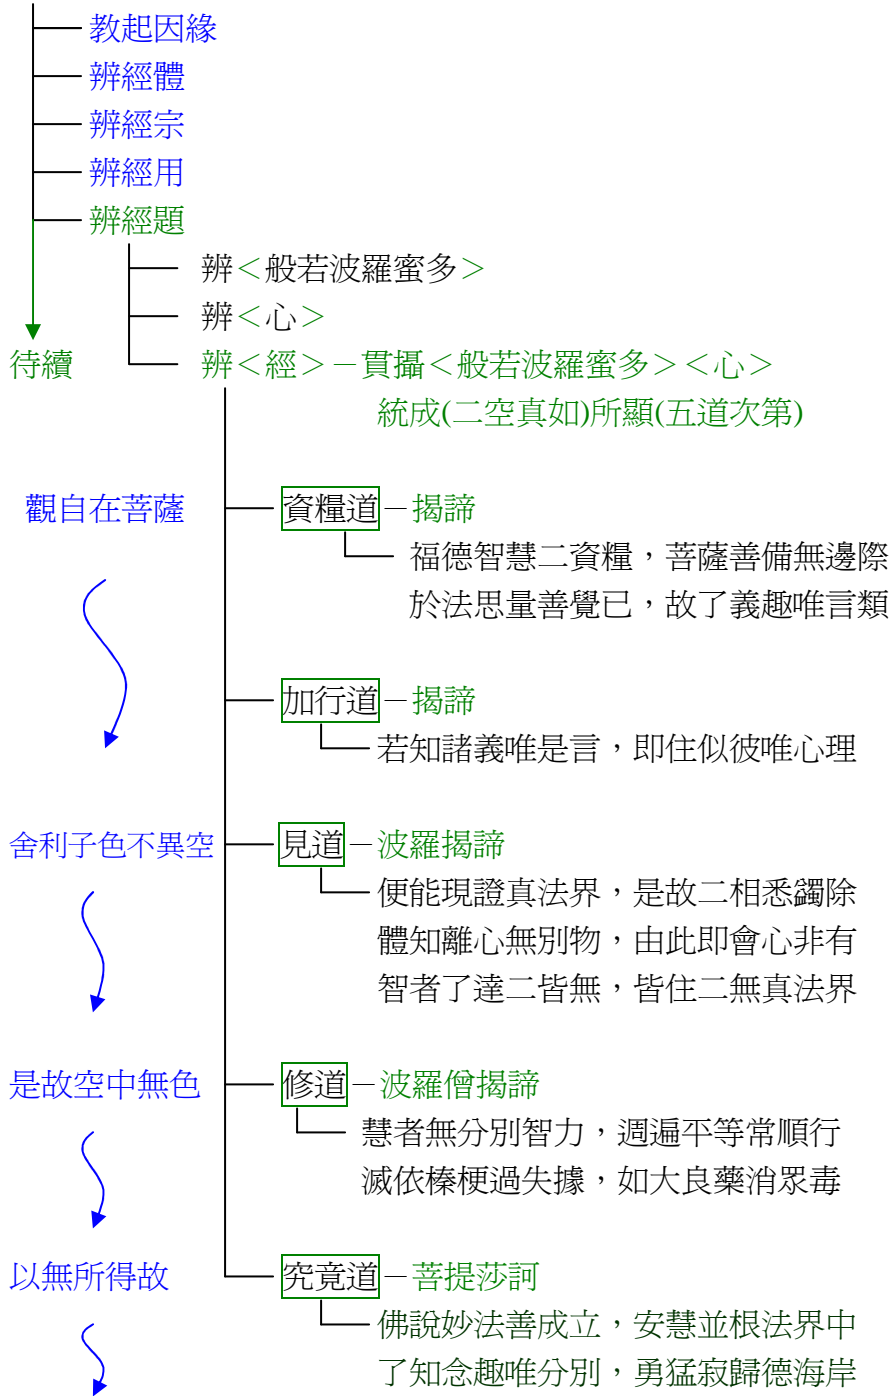 教起因緣
辨經體
辨經宗
辨經用
辨經題
辨＜般若波羅蜜多＞
辨＜心＞
待續
辨＜經＞－貫攝＜般若波羅蜜多＞＜心＞
統成(二空真如)所顯(五道次第)
觀自在菩薩
資糧道－揭諦
福德智慧二資糧，菩薩善備無邊際
於法思量善覺已，故了義趣唯言類
加行道－揭諦
若知諸義唯是言，即住似彼唯心理
舍利子色不異空
見道－波羅揭諦
便能現證真法界，是故二相悉蠲除
體知離心無別物，由此即會心非有
智者了達二皆無，皆住二無真法界
是故空中無色
修道－波羅僧揭諦
慧者無分別智力，週遍平等常順行
滅依榛梗過失據，如大良藥消眾毒
以無所得故
究竟道－菩提莎訶
佛說妙法善成立，安慧並根法界中
了知念趣唯分別，勇猛寂歸德海岸